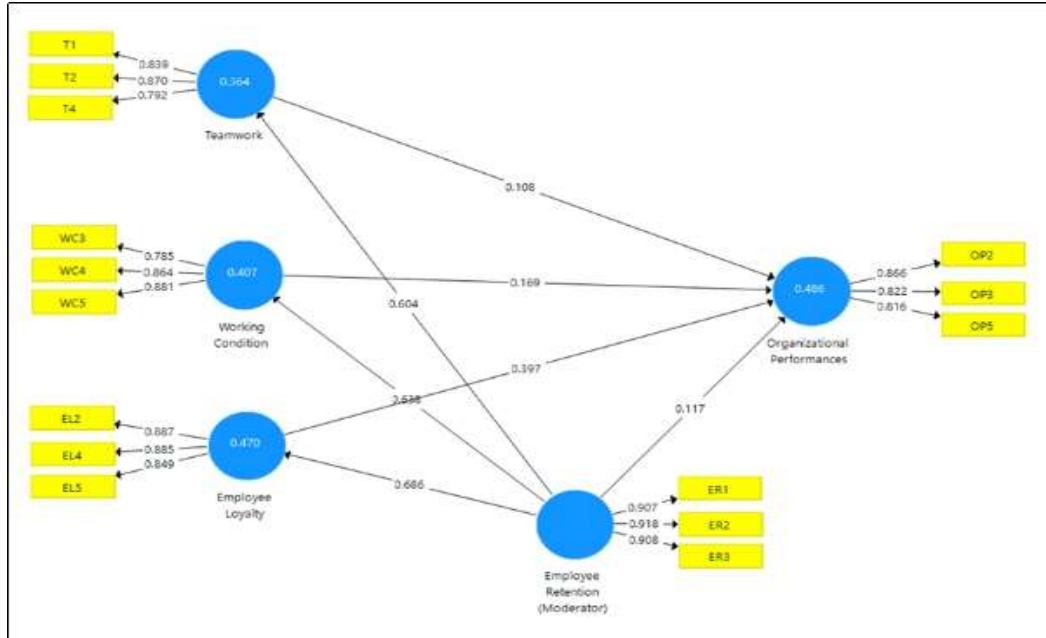 T1
0.839
T2
0.870
T4
0.792
0.364
Teamwork
0.108
WC3
0.785
WC4
0.864
WC5
0.881
0.407
Working
Condition
0.169
0.604
OP2
0.866
OP3
0.822
OP5
0.816
0.486
Organizational
Performances
0.397
0.638
0.117
EL2
0.887
EL4
0.885
EL5
0.849
0.470
Employee
Loyalty
0.686
ER1
0.907
ER2
0.918
ER3
0.908
Employee
Retention
(Moderator)